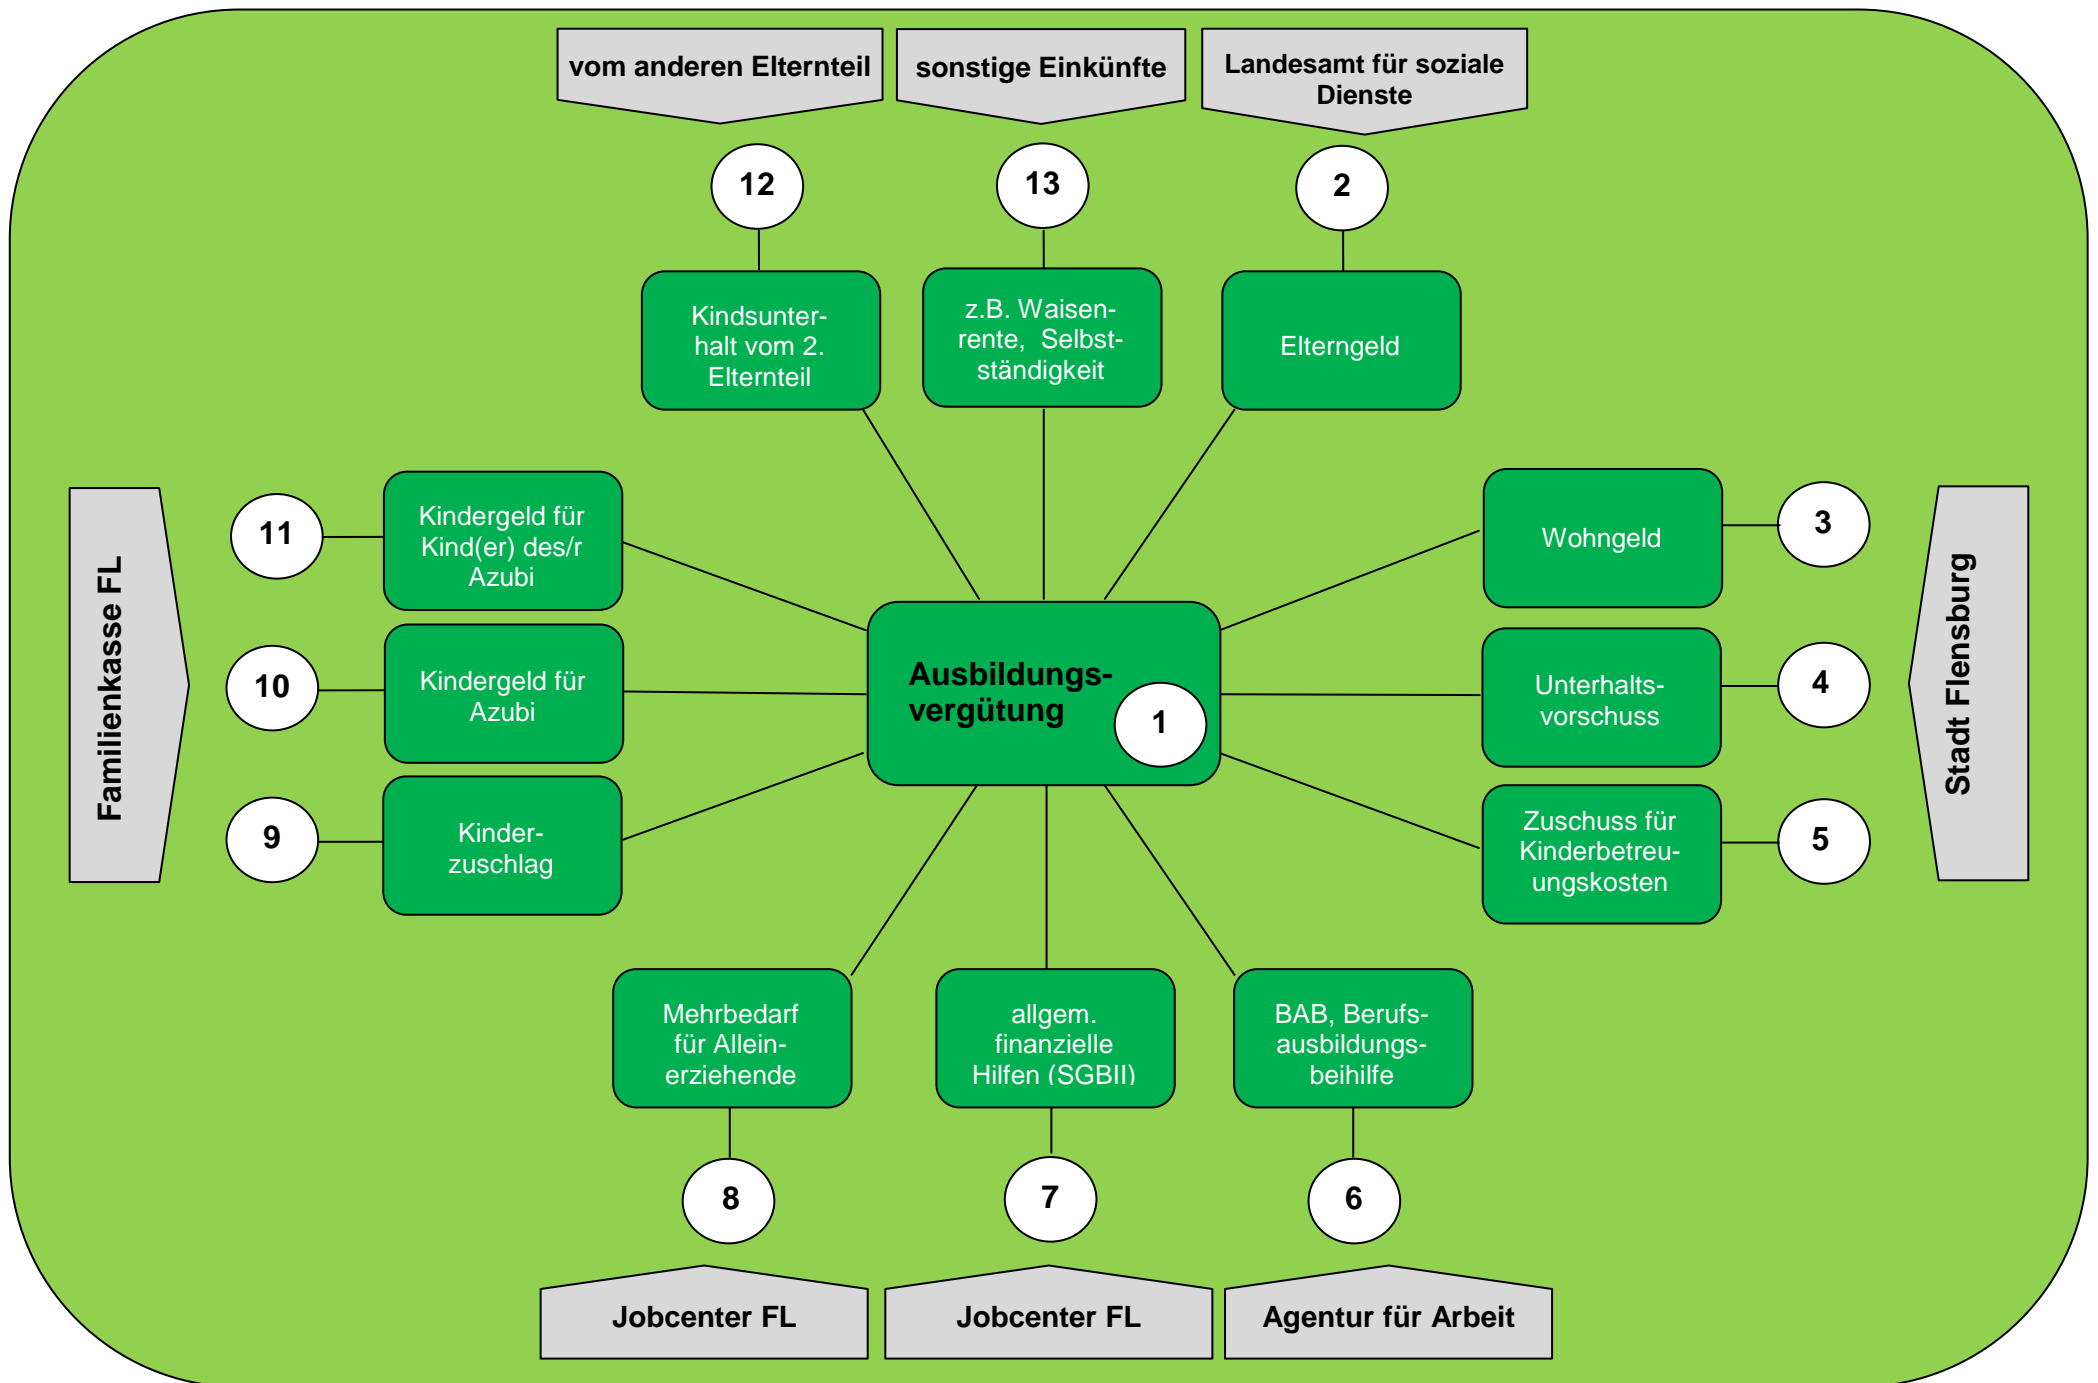 vom anderen Elternteil
sonstige Einkünfte
Landesamt für soziale
Dienste
12
13
2
Kindsunter-
halt vom 2.
Elternteil
z.B. Waisen-
rente, Selbst-
ständigkeit
Elterngeld
Familienkasse FL
11
Kindergeld für
Kind(er) des/r
Azubi
10
Kindergeld für
Azubi
9
Kinder-
zuschlag
Ausbildungs-
vergütung
1
Wohngeld
3
Unterhalts-
vorschuss
4
Zuschuss für
Kinderbetreu-
ungskosten
5
Stadt Flensburg
Mehrbedarf
für Allein-
erziehende
allgem.
finanzielle
Hilfen (SGBII)
BAB, Berufs-
ausbildungs-
beihilfe
8
7
6
Jobcenter FL
Jobcenter FL
Agentur für Arbeit